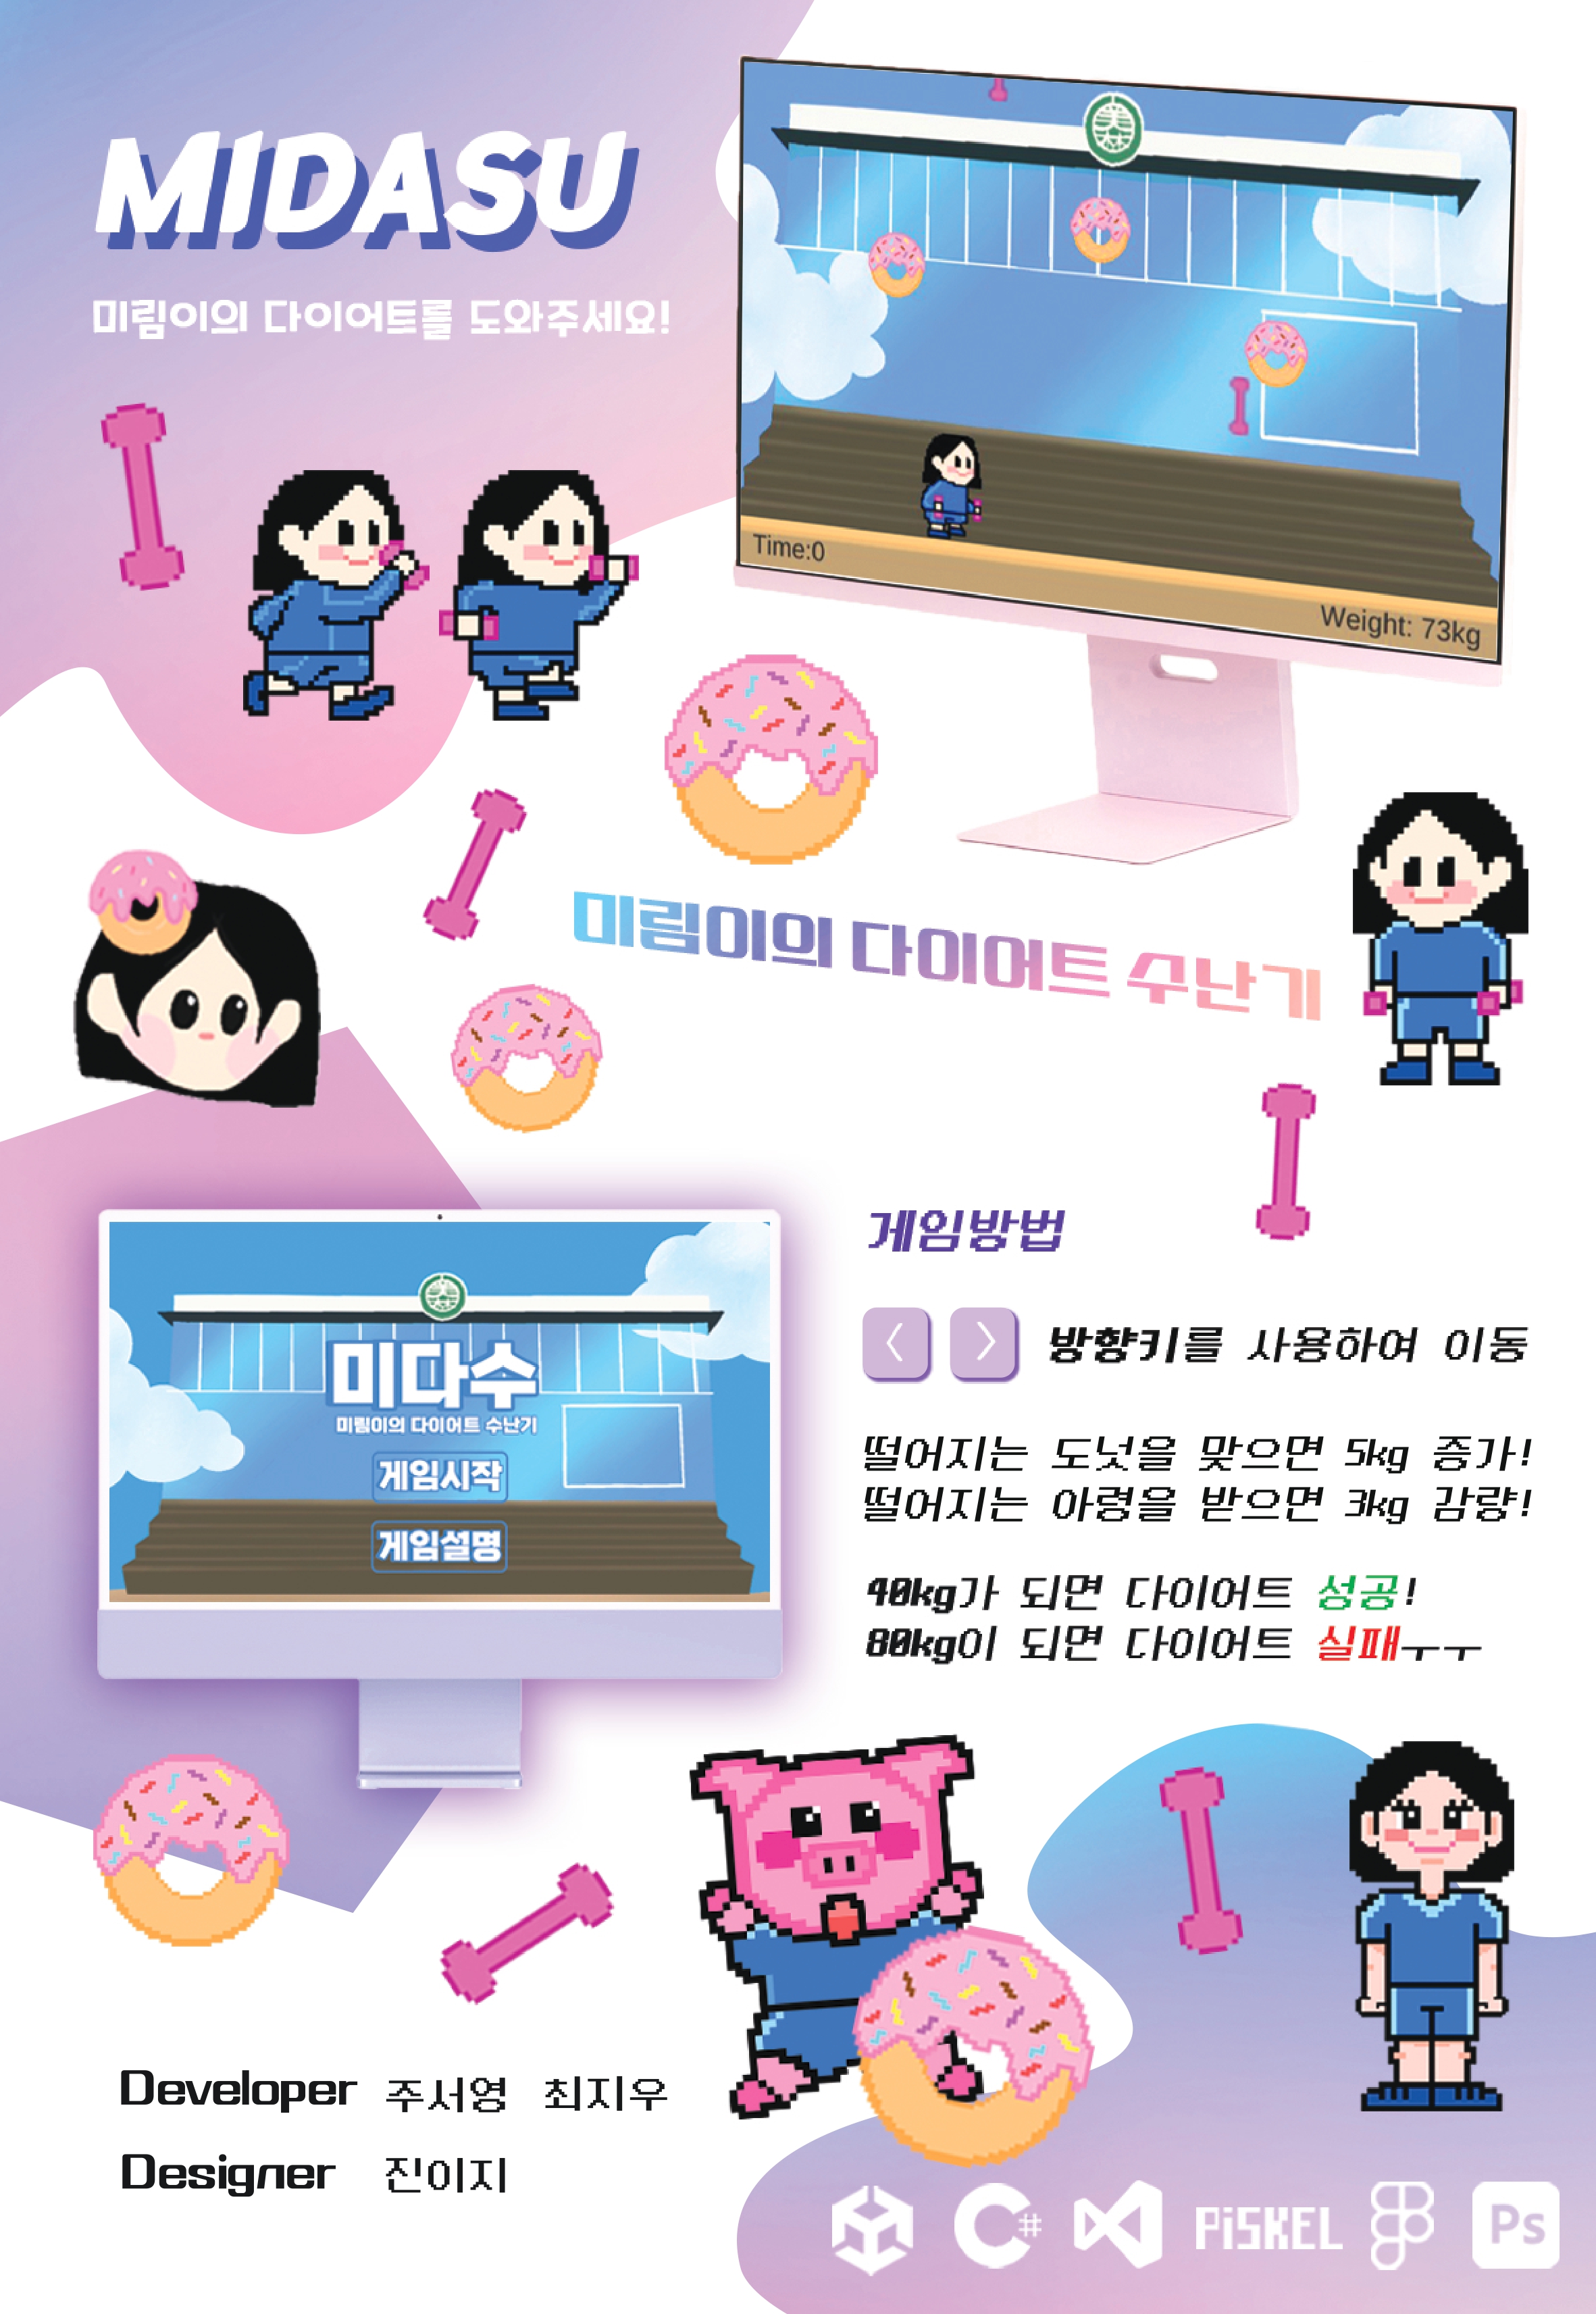 MIDASU
미림이의 다이어트를 도와주세요!
Time:0
Weight: 73kg
미림이의 다이어트 수난기
미다수
미림이의 다이어트 수난기
게임시작
게임설명
게임방법
< > 방향키를 사용하여 이동
떨어지는 도넛을 맞으면 5kg 증가!
떨어지는 아령을 받으면 3kg 감량!
40kg가 되면 다이어트 성공!
80kg이 되면 다이어트 실패ㅜㅜ
Developer 주서영 최지우
Designer 진이지
C# PiSKEL Ps